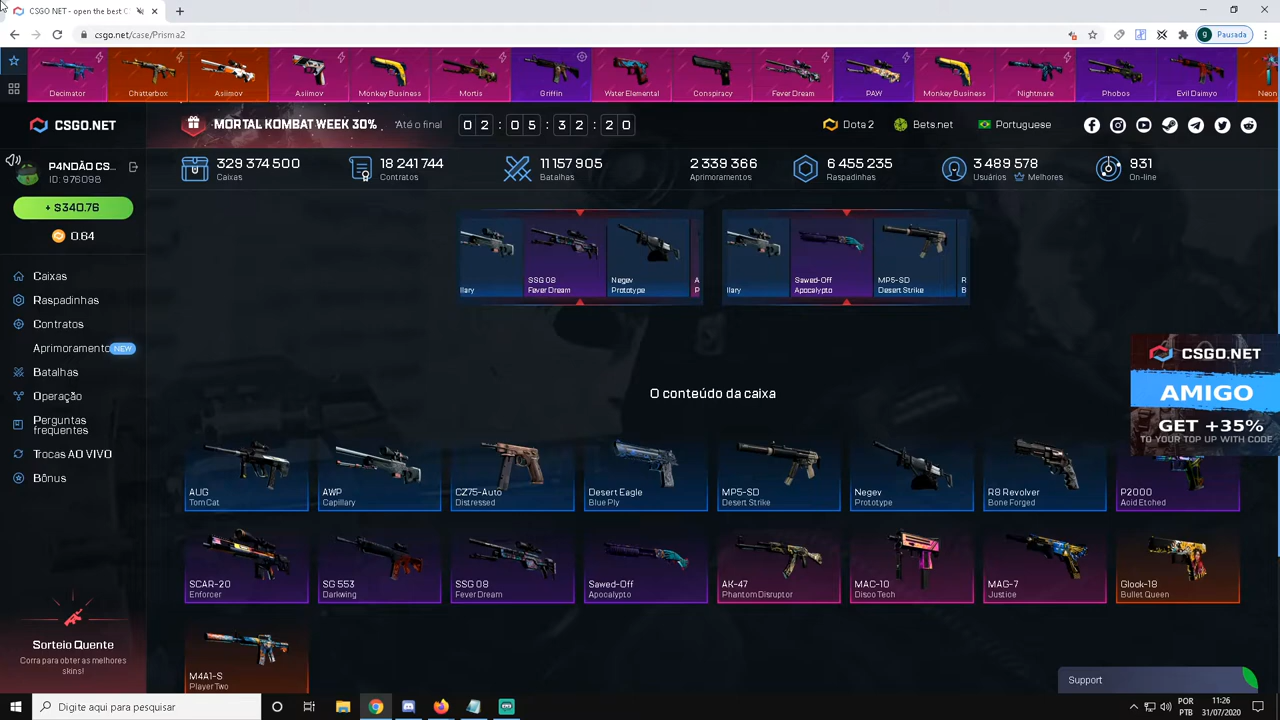 CSGO NET - open the best C
csgo.net/case/Prisma2
Pausada
Decimator
Chatterbox
Asiimov
Asiimov
Monkey Business
Mortis
Griffin
Water Elemental
Conspiracy
Fever Dream
PAW
Monkey Business
Nightmare
Phobos
Evil Daimyo
Neon
CSGO.NET
MORTAL KOMBAT WEEK 30%
*Até o final
02:05:32:20
Dota 2
Bets.net
Portuguese
P4NDÃO CS...
ID: 976098
+ $340.76
0.64
329 374 500
Caixas
18 241 744
Contratos
11 157 905
Batalhas
2 339 366
Aprimoramentos
6 455 235
Raspadinhas
3 489 578
Usuários
Melhores
931
On-line
Caixas
Raspadinhas
Contratos
Aprimoramento
NEW
Batalhas
Operação
Perguntas
frequentes
Trocas AO VIVO
Bônus
llary
SSG 08
Fever Dream
Negev
Prototype
A
P
llary
Sawed-Off
Apocalypto
MP5-SD
Desert Strike
R
B
CSGO.NET
AMIGO
GET +35%
TO YOUR TOP UP WITH CODE
O conteúdo da caixa
AUG
Tom Cat
AWP
Capillary
CZ75-Auto
Distressed
Desert Eagle
Blue Ply
MP5-SD
Desert Strike
Negev
Prototype
R8 Revolver
Bone Forged
P2000
Acid Etched
SCAR-20
Enforcer
SG 553
Darkwing
SSG 08
Fever Dream
Sawed-Off
Apocalypto
AK-47
Phantom Disruptor
MAC-10
Disco Tech
MAG-7
Justice
Glock-18
Bullet Queen
M4A1-S
Player Two
Sorteio Quente
Corra para obter as melhores
skins!
Support
Digite aqui para pesquisar
POR
PTB
11:26
31/07/2020